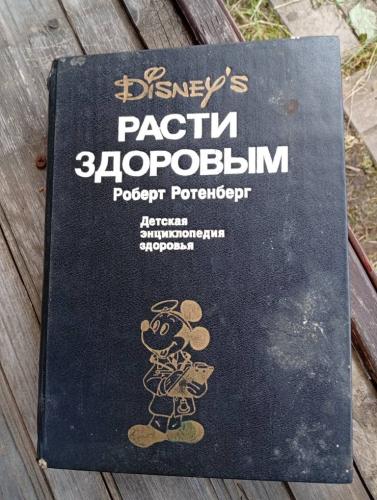 Disney's
РАСТИ
ЗДОРОВЫМ
Роберт Ротенберг
Детская
энциклопедия
здоровья